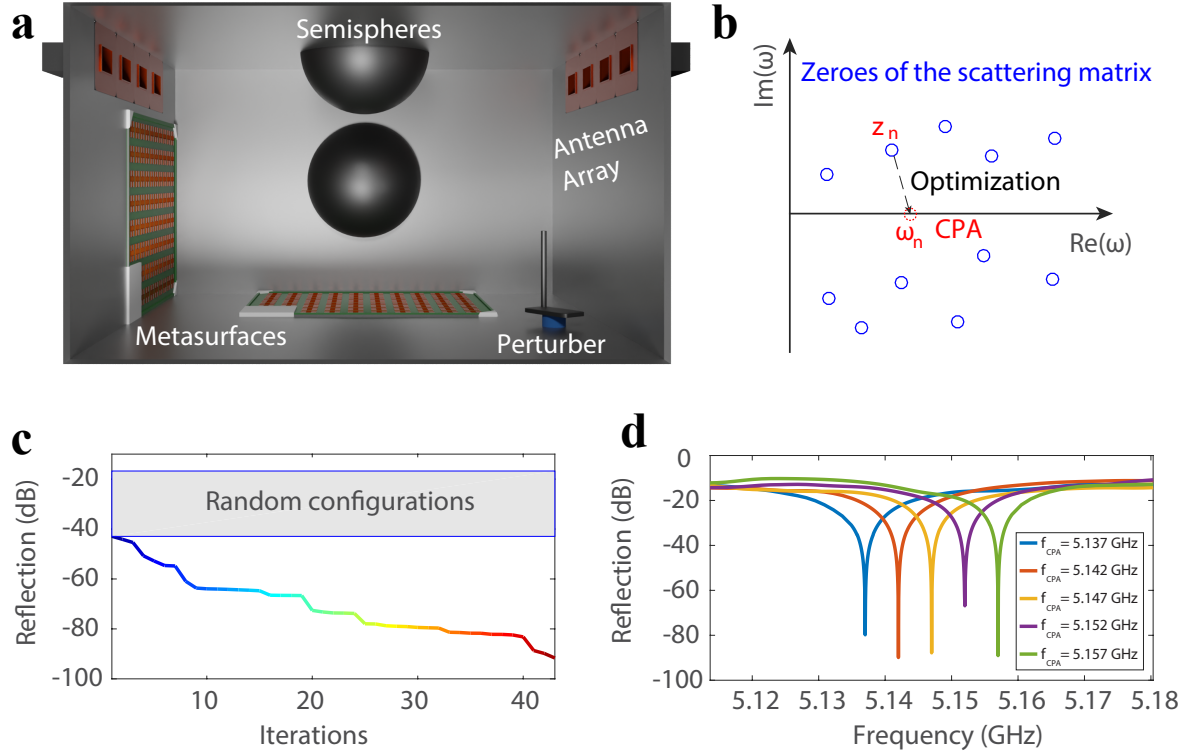 a
Semispheres
Antenna
Array
Metasurfaces
Perturber
b
Im(ω)
Zeroes of the scattering matrix
z n
Optimization
ω n CPA
Re(ω)
c
Reflection (dB)
-20
-40
-60
-80
-100
Random configurations
10 20 30 40
Iterations
d
Reflection (dB)
0
-20
-40
-60
-80
-100
f CPA = 5.137 GHz
f CPA = 5.142 GHz
f CPA = 5.147 GHz
f CPA = 5.152 GHz
f CPA = 5.157 GHz
5.12 5.13 5.14 5.15 5.16 5.17 5.18
Frequency (GHz)